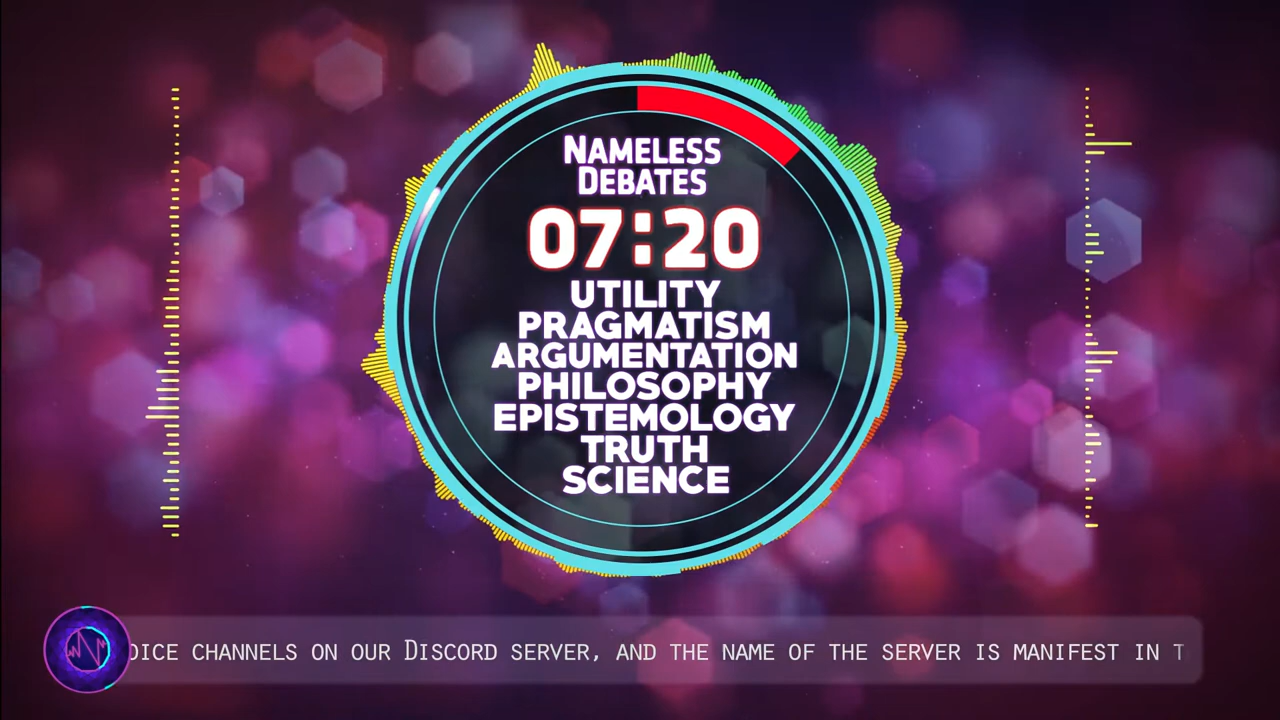 NAMELESS
DEBATES
07:20
UTILITY
PRAGMATISM
ARGUMENTATION
PHILOSOPHY
EPISTEMOLOGY
TRUTH
SCIENCE
OICE CHANNELS ON OUR DISCORD SERVER, AND THE NAME OF THE SERVER IS MANIFEST IN T